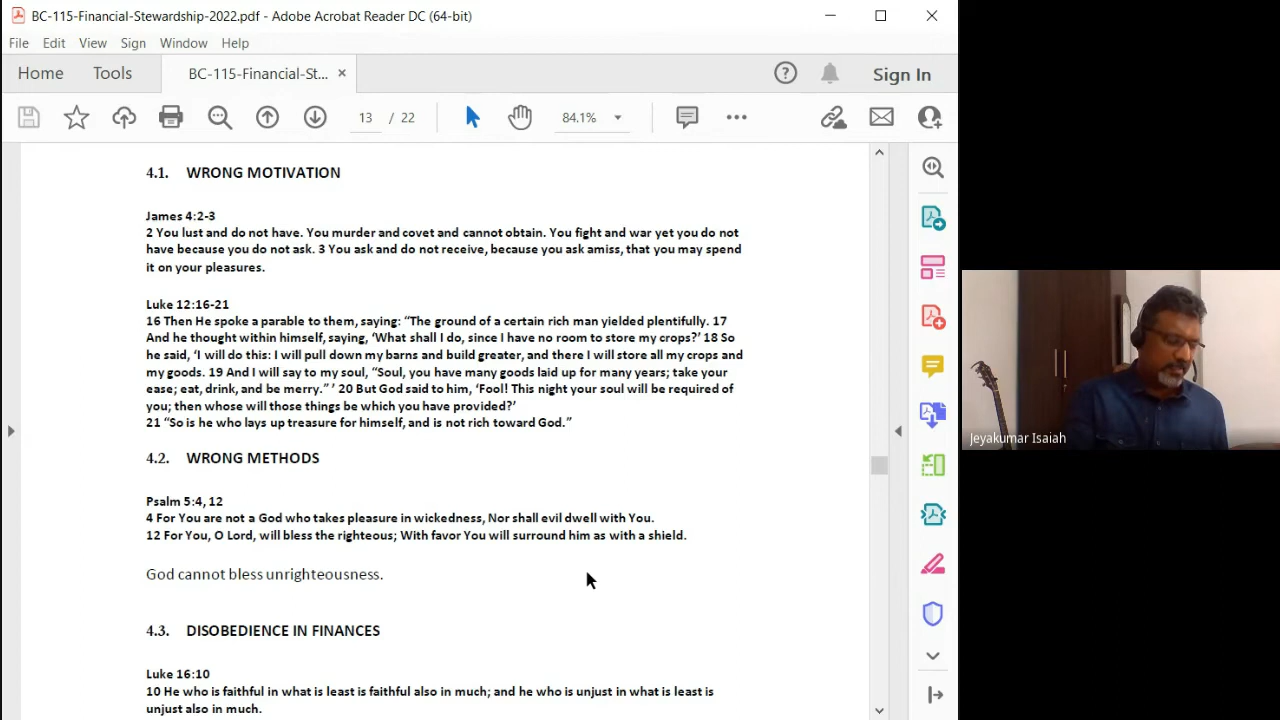 BC-115-Financial-Stewardship-2022.pdf - Adobe Acrobat Reader DC (64-bit)
File Edit View Sign Window Help
Home Tools BC-115-Financial-St... × Sign In
13 / 22 84.1%
4.1. WRONG MOTIVATION
James 4:2-3
2 You lust and do not have. You murder and covet and cannot obtain. You fight and war yet you do not
have because you do not ask. 3 You ask and do not receive, because you ask amiss, that you may spend
it on your pleasures.
Luke 12:16-21
16 Then He spoke a parable to them, saying: “The ground of a certain rich man yielded plentifully. 17
And he thought within himself, saying, ‘What shall I do, since I have no room to store my crops?’ 18 So
he said, ‘I will do this: I will pull down my barns and build greater, and there I will store all my crops and
my goods. 19 And I will say to my soul, “Soul, you have many goods laid up for many years; take your
ease; eat, drink, and be merry.” ’ 20 But God said to him, ‘Fool! This night your soul will be required of
you; then whose will those things be which you have provided?’
21 “So is he who lays up treasure for himself, and is not rich toward God.”
4.2. WRONG METHODS
Psalm 5:4, 12
4 For You are not a God who takes pleasure in wickedness, Nor shall evil dwell with You.
12 For You, O Lord, will bless the righteous; With favor You will surround him as with a shield.
God cannot bless unrighteousness.
4.3. DISOBEDIENCE IN FINANCES
Luke 16:10
10 He who is faithful in what is least is faithful also in much; and he who is unjust in what is least is
unjust also in much.
Jeyakumar Isaiah